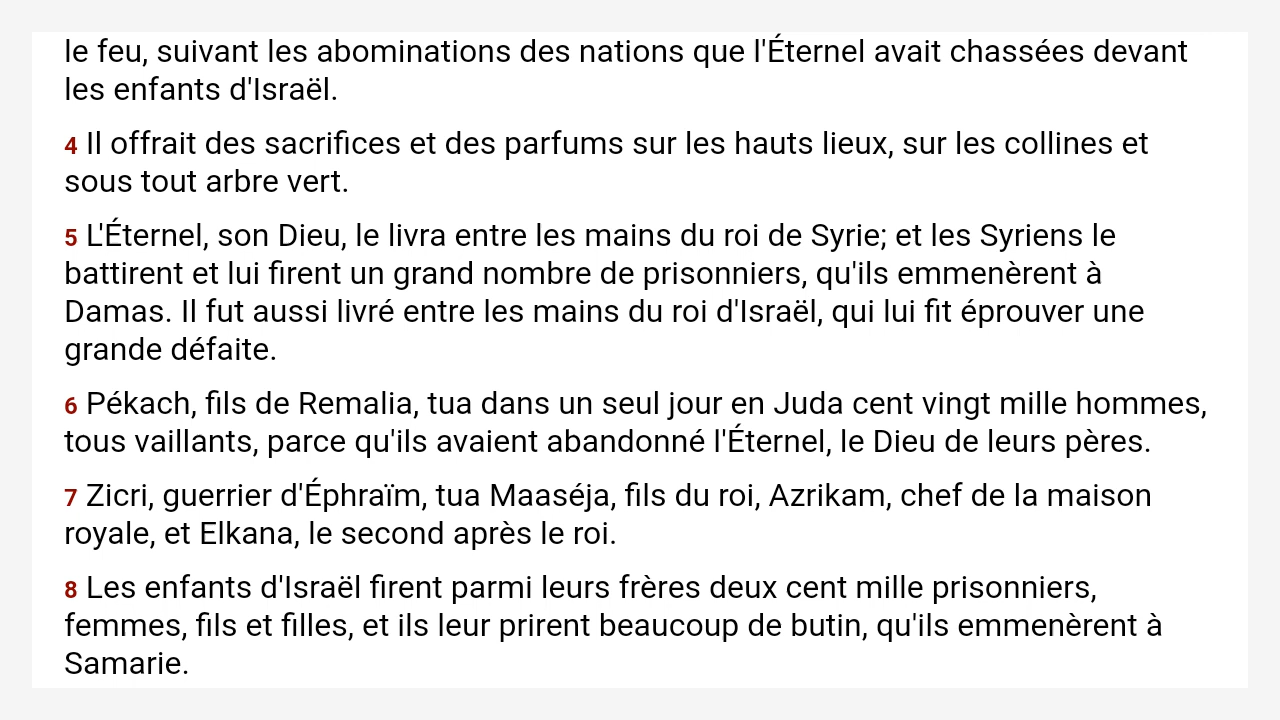 le feu, suivant les abominations des nations que l'Éternel avait chassées devant
les enfants d'Israël.
4 Il offrait des sacrifices et des parfums sur les hauts lieux, sur les collines et
sous tout arbre vert.
5 L'Éternel, son Dieu, le livra entre les mains du roi de Syrie; et les Syriens le
battirent et lui firent un grand nombre de prisonniers, qu'ils emmenèrent à
Damas. Il fut aussi livré entre les mains du roi d'Israël, qui lui fit éprouver une
grande défaite.
6 Pékach, fils de Remalia, tua dans un seul jour en Juda cent vingt mille hommes,
tous vaillants, parce qu'ils avaient abandonné l'Éternel, le Dieu de leurs pères.
7 Zicri, guerrier d'Éphraïm, tua Maaséja, fils du roi, Azrikam, chef de la maison
royale, et Elkana, le second après le roi.
8 Les enfants d'Israël firent parmi leurs frères deux cent mille prisonniers,
femmes, fils et filles, et ils leur prirent beaucoup de butin, qu'ils emmenèrent à
Samarie.